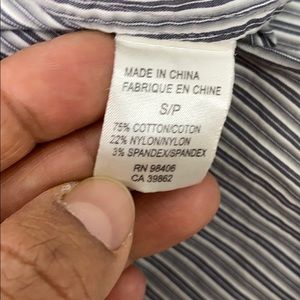 MADE IN CHINA
FABRIQUE EN CHINE
S/P
75% COTTON/COTON
22% NYLON/NYLON
3% SPANDEX/SPANDEX
RN 98406
CA 39862